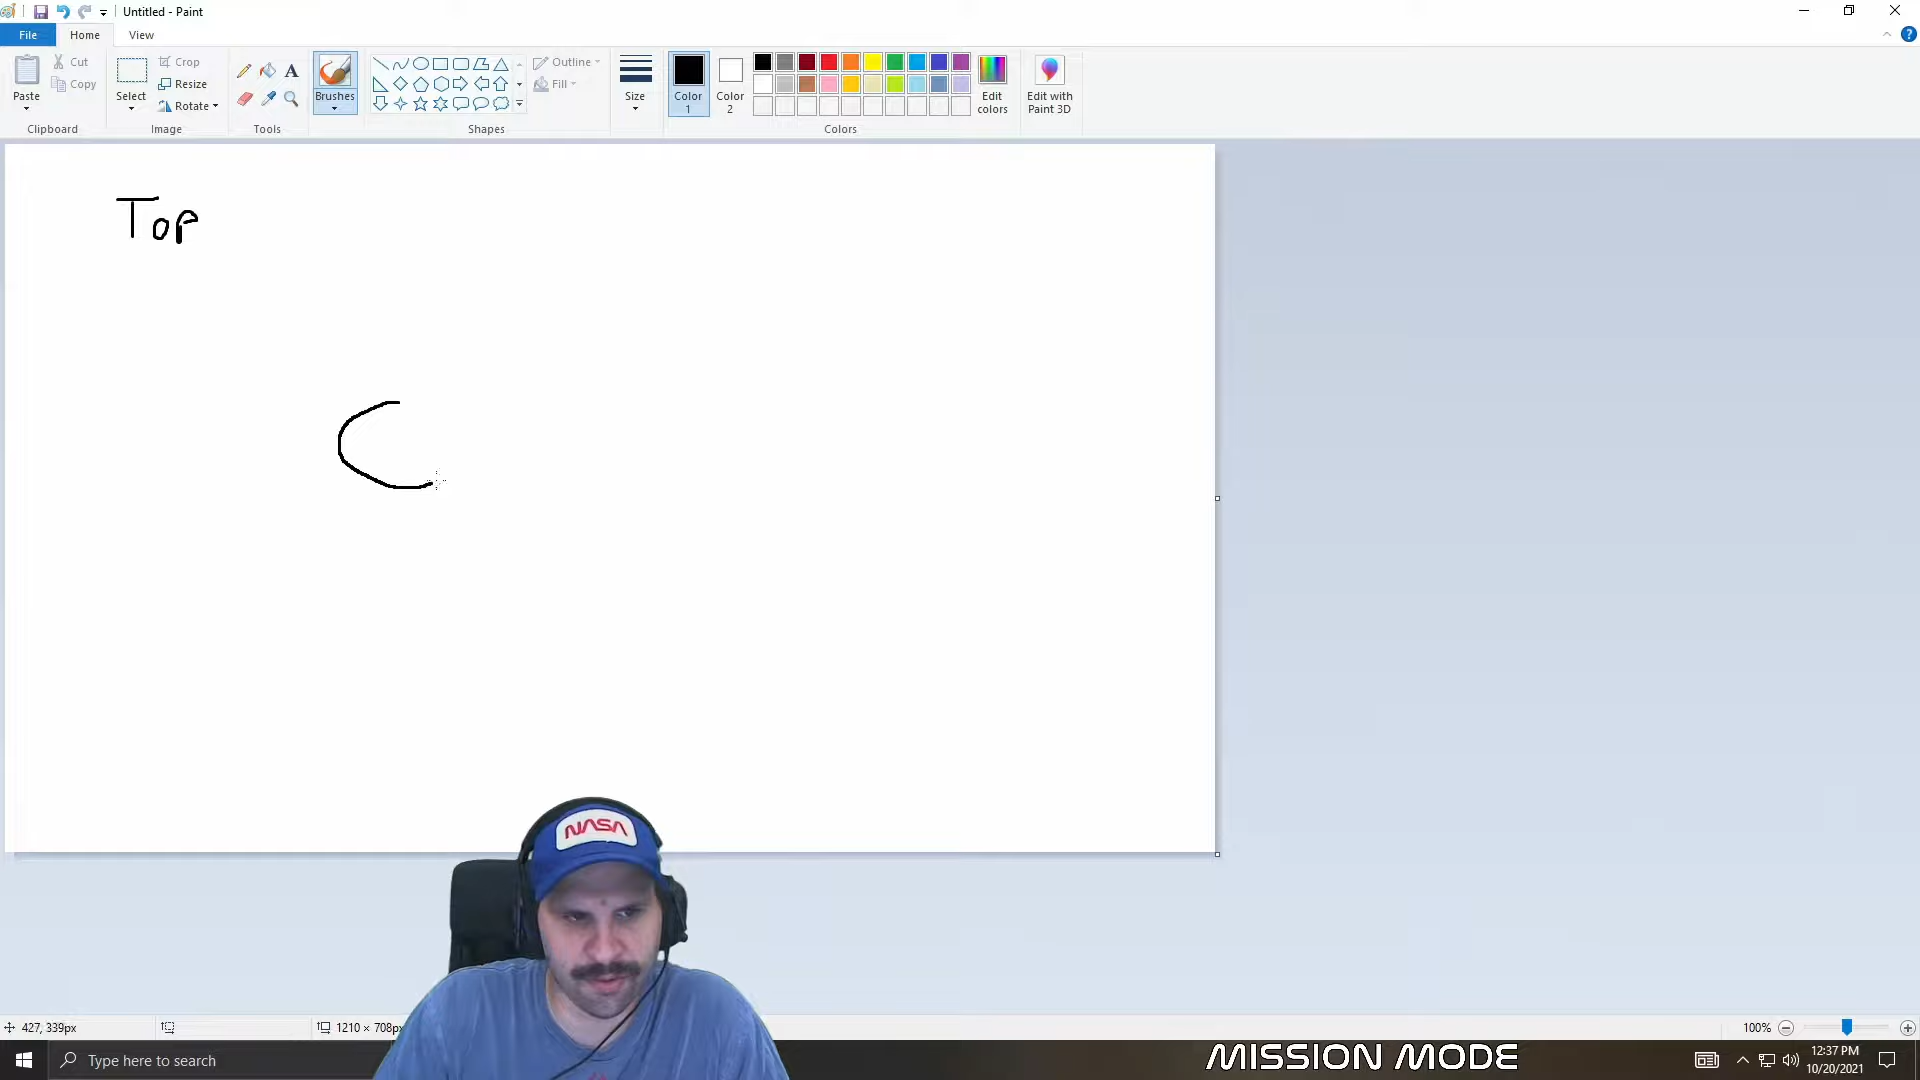 Untitled - Paint
File Home View
Paste
Cut
Copy
Clipboard
Select
Crop
Resize
Rotate
Image
Tools
Brushes
Outline
Fill
Shapes
Size
Color 1
Color 2
Colors
Edit colors
Edit with Paint 3D
Top
NASA
427, 339px
1210 × 708px
100%
Type here to search
MISSION MODE
12:37 PM
10/20/2021